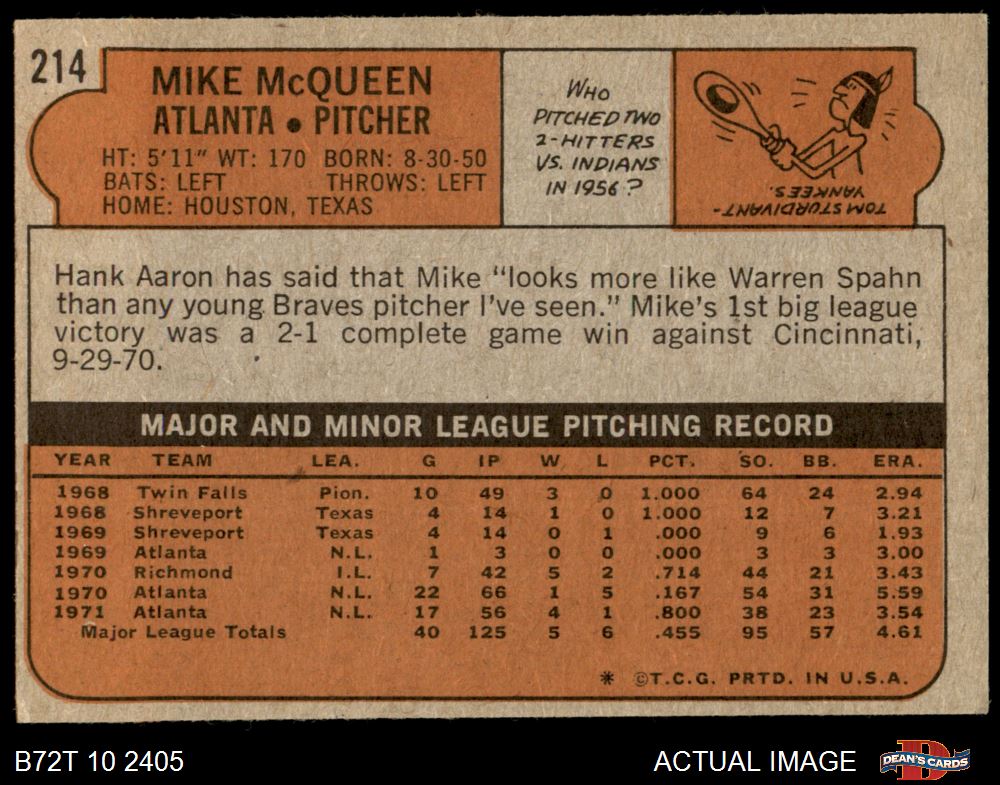 214
MIKE McQUEEN
ATLANTA • PITCHER
HT: 5'11" WT: 170 BORN: 8-30-50
BATS: LEFT THROWS: LEFT
HOME: HOUSTON, TEXAS
WHO
PITCHED TWO
2-HITTERS
VS. INDIANS
IN 1956?
TOM STURDIVANT-
YANKEES.
Hank Aaron has said that Mike "looks more like Warren Spahn
than any young Braves pitcher I've seen." Mike's 1st big league
victory was a 2-1 complete game win against Cincinnati,
9-29-70.
MAJOR AND MINOR LEAGUE PITCHING RECORD
YEAR TEAM LEA. G IP W L PCT. SO. BB. ERA.
1968 Twin Falls Pion. 10 49 3 0 1.000 64 24 2.94
1968 Shreveport Texas 4 14 1 0 1.000 12 7 3.21
1969 Shreveport Texas 4 14 0 1 .000 9 6 1.93
1969 Atlanta N.L. 1 3 0 0 .000 3 3 3.00
1970 Richmond I.L. 7 42 5 2 .714 44 21 3.43
1970 Atlanta N.L. 22 66 1 5 .167 54 31 5.59
1971 Atlanta N.L. 17 56 4 1 .800 38 23 3.54
Major League Totals 40 125 5 6 .455 95 57 4.61
* ©T.C.G. PRTD. IN U.S.A.
B72T 10 2405 ACTUAL IMAGE DEAN'S CARDS